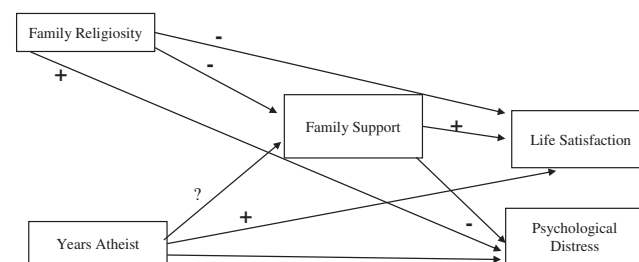 Family Religiosity
-
-
+
Family Support
+
Life Satisfaction
?
+
-
Years Atheist
Psychological
Distress